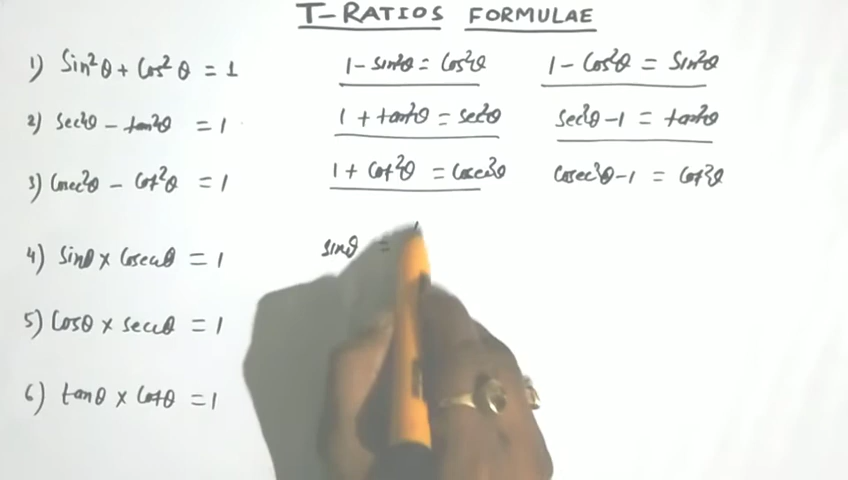 T-RATIOS FORMULAE
1) Sin²θ + Cos²θ = 1 1 - sin²θ = Cos²θ 1 - Cos²θ = Sin²θ
2) sec²θ - tan²θ = 1 1 + tan²θ = sec²θ sec²θ - 1 = tan²θ
3) Cosec²θ - Cot²θ = 1 1 + Cot²θ = Cosec²θ Cosec²θ - 1 = Cot²θ
4) Sinθ × Cosecθ = 1 sinθ = 1
5) Cosθ × secθ = 1
6) tanθ × Cotθ = 1